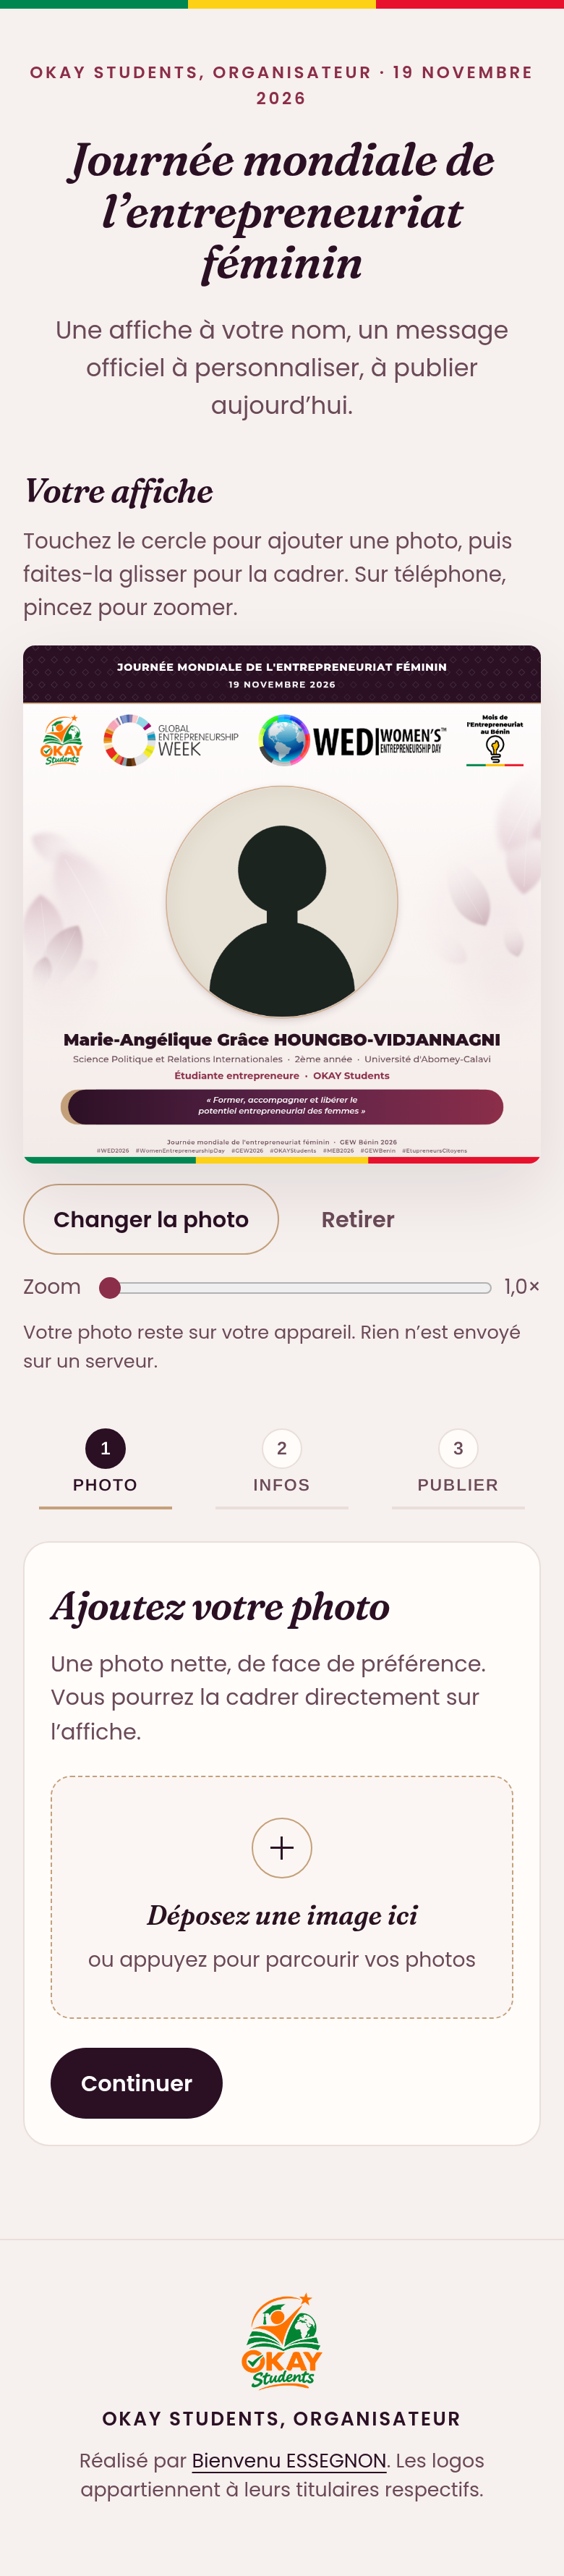 OKAY STUDENTS, ORGANISATEUR · 19 NOVEMBRE
2026
Journée mondiale de
l’entrepreneuriat
féminin
Une affiche à votre nom, un message
officiel à personnaliser, à publier
aujourd’hui.
Votre affiche
Touchez le cercle pour ajouter une photo, puis
faites-la glisser pour la cadrer. Sur téléphone,
pincez pour zoomer.
JOURNÉE MONDIALE DE L'ENTREPRENEURIAT FÉMININ
19 NOVEMBRE 2026
OKAY
Students
GLOBAL
ENTREPRENEURSHIP
WEEK
WED
WOMEN'S™
ENTREPRENEURSHIP DAY
Mois de
l'Entrepreneuriat
au Bénin
Marie-Angélique Grâce HOUNGBO-VIDJANNAGNI
Science Politique et Relations Internationales · 2ème année · Université d'Abomey-Calavi
Étudiante entrepreneure · OKAY Students
« Former, accompagner et libérer le
potentiel entrepreneurial des femmes »
Journée mondiale de l'entrepreneuriat féminin · GEW Bénin 2026
#WED2026 #WomenEntrepreneurshipDay #GEW2026 #OKAYStudents #MEB2026 #GEWBenin #EtupreneursCitoyens
Changer la photo
Retirer
Zoom
1,0×
Votre photo reste sur votre appareil. Rien n’est envoyé
sur un serveur.
1
2
3
PHOTO
INFOS
PUBLIER
Ajoutez votre photo
Une photo nette, de face de préférence.
Vous pourrez la cadrer directement sur
l’affiche.
Déposez une image ici
ou appuyez pour parcourir vos photos
Continuer
OKAY
Students
OKAY STUDENTS, ORGANISATEUR
Réalisé par Bienvenu ESSEGNON. Les logos
appartiennent à leurs titulaires respectifs.